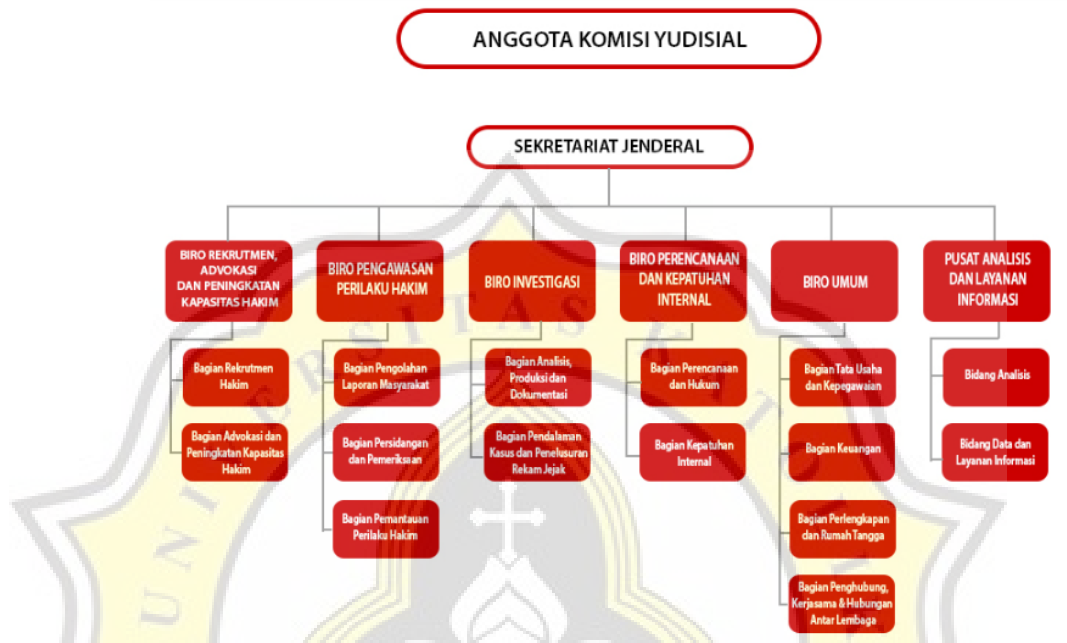 ANGGOTA KOMISI YUDISIAL
SEKRETARIAT JENDERAL
BIRO REKRUTMEN,
ADVOKASI
DAN PENINGKATAN
KAPASITAS HAKIM
BIRO PENGAWASAN
PERILAKU HAKIM
BIRO INVESTIGASI
BIRO PERENCANAAN
DAN KEPATUHAN
INTERNAL
BIRO UMUM
PUSAT ANALISIS
DAN LAYANAN
INFORMASI
Bagian Rekrutmen
Hakim
Bagian Advokasi dan
Peningkatan Kapasitas
Hakim
Bagian Pengolahan
Laporan Masyarakat
Bagian Persidangan
dan Pemeriksaan
Bagian Pemantauan
Perilaku Hakim
Bagian Analisis,
Produksi dan
Dokumentasi
Bagian Pendalaman
Kasus dan Penelusuran
Rekam Jejak
Bagian Perencanaan
dan Hukum
Bagian Kepatuhan
Internal
Bagian Tata Usaha
dan Kepegawaian
Bagian Keuangan
Bagian Perlengkapan
dan Rumah Tangga
Bagian Penghubung,
Kerjasama & Hubungan
Antar Lembaga
Bidang Analisis
Bidang Data dan
Layanan Informasi